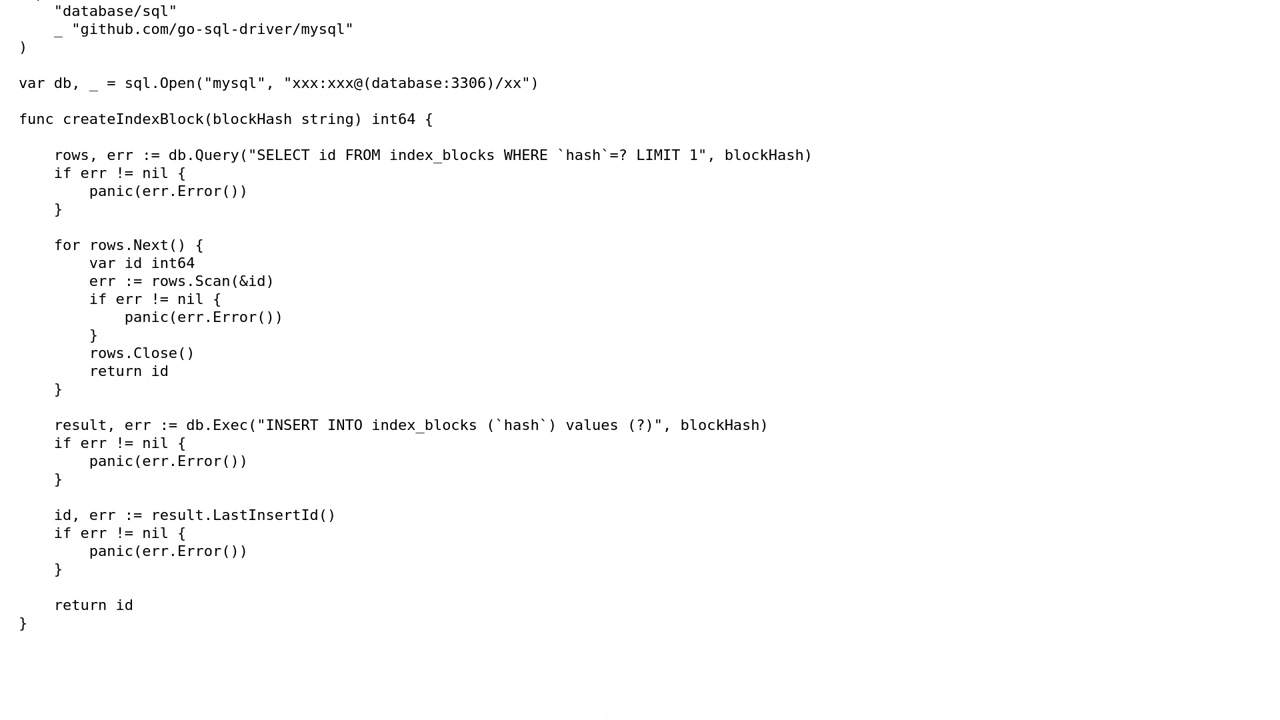 "database/sql"
_ "github.com/go-sql-driver/mysql"
)
var db, _ = sql.Open("mysql", "xxx:xxx@(database:3306)/xx")
func createIndexBlock(blockHash string) int64 {
rows, err := db.Query("SELECT id FROM index_blocks WHERE `hash`=? LIMIT 1", blockHash)
if err != nil {
panic(err.Error())
}
for rows.Next() {
var id int64
err := rows.Scan(&id)
if err != nil {
panic(err.Error())
}
rows.Close()
return id
}
result, err := db.Exec("INSERT INTO index_blocks (`hash`) values (?)", blockHash)
if err != nil {
panic(err.Error())
}
id, err := result.LastInsertId()
if err != nil {
panic(err.Error())
}
return id
}